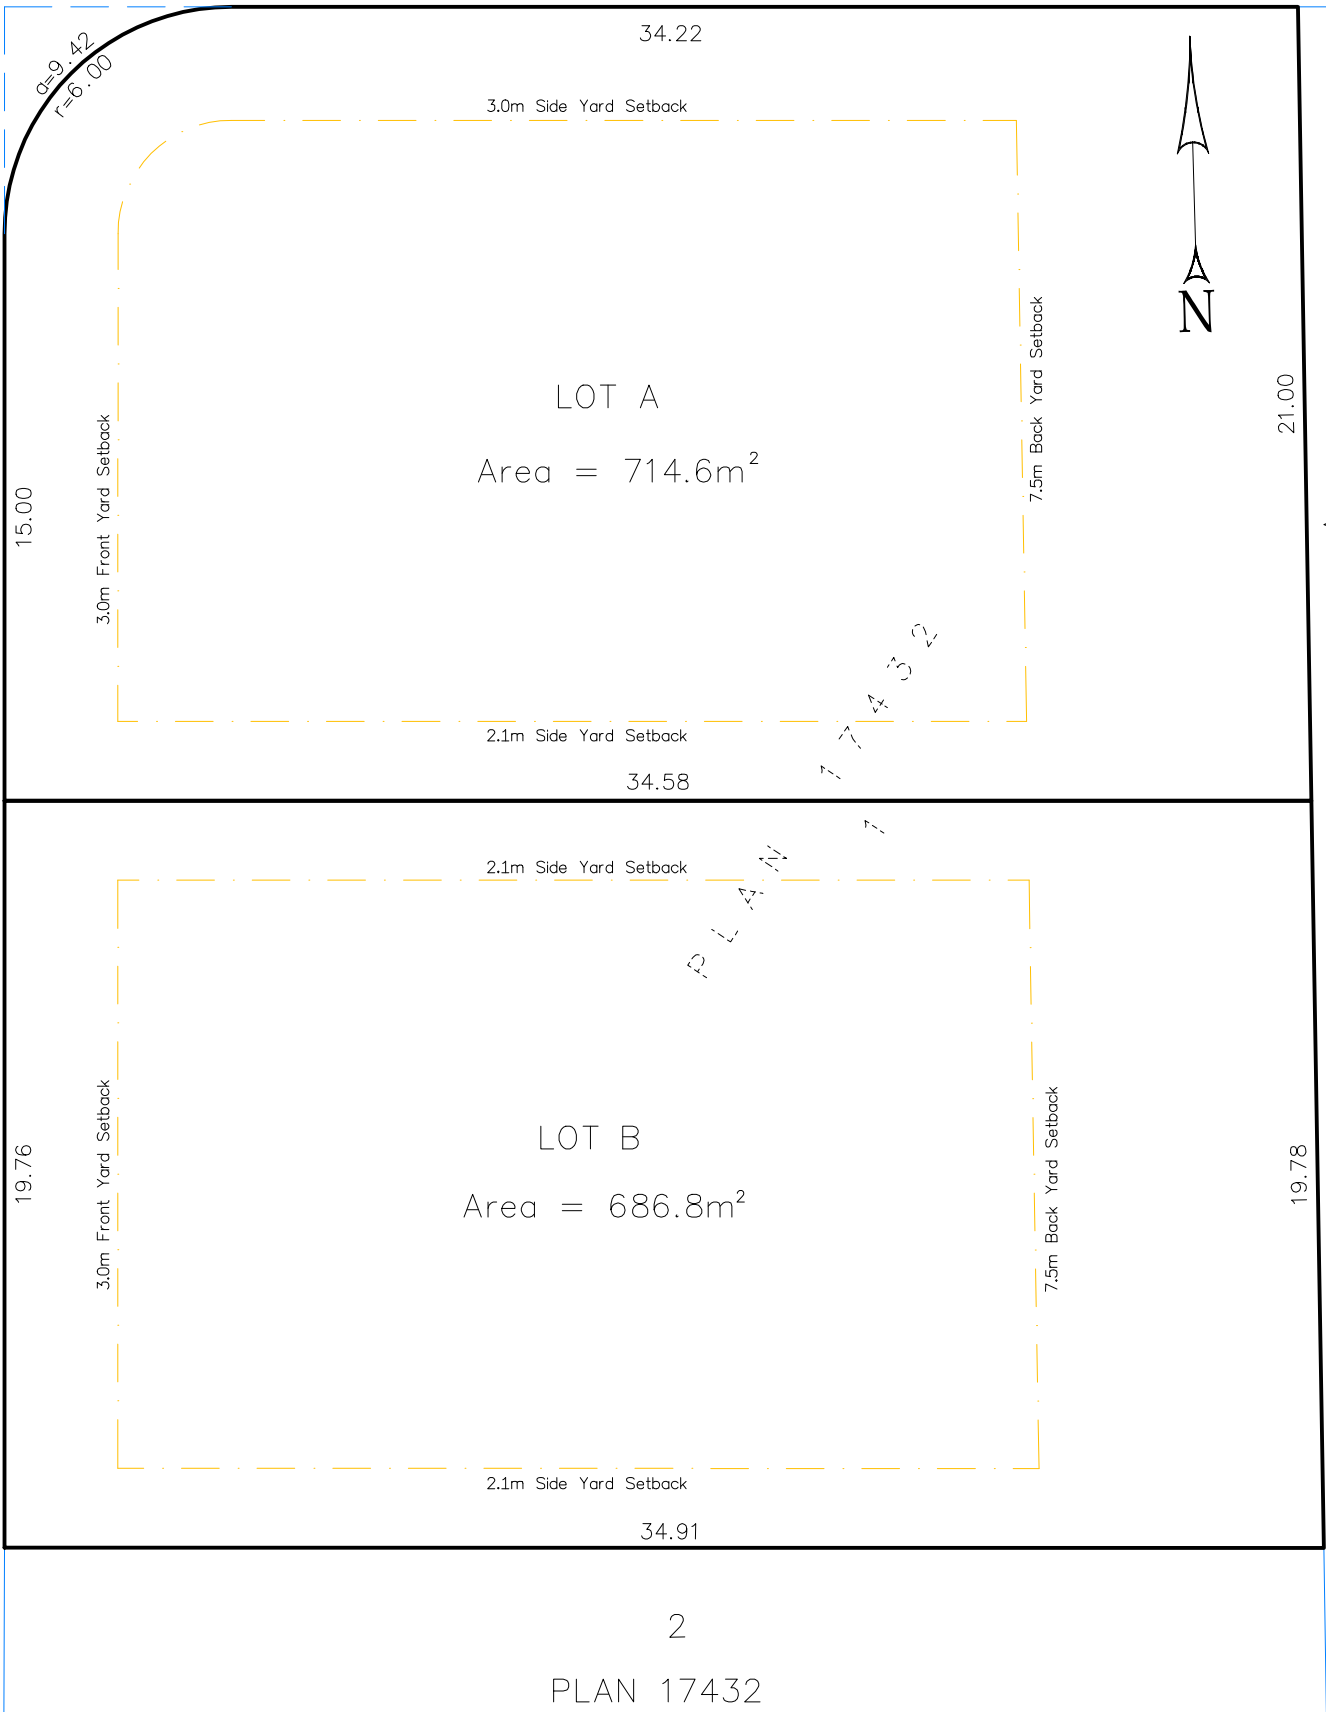 34.22
a=9.42
r=6.00
3.0m Side Yard Setback
N
7.5m Back Yard Setback
21.00
LOT A
Area = 714.6m²
3.0m Front Yard Setback
15.00
2.1m Side Yard Setback
34.58
PLAN 17432
1
2.1m Side Yard Setback
LOT B
Area = 686.8m²
3.0m Front Yard Setback
19.76
7.5m Back Yard Setback
19.78
2.1m Side Yard Setback
34.91
2
PLAN 17432